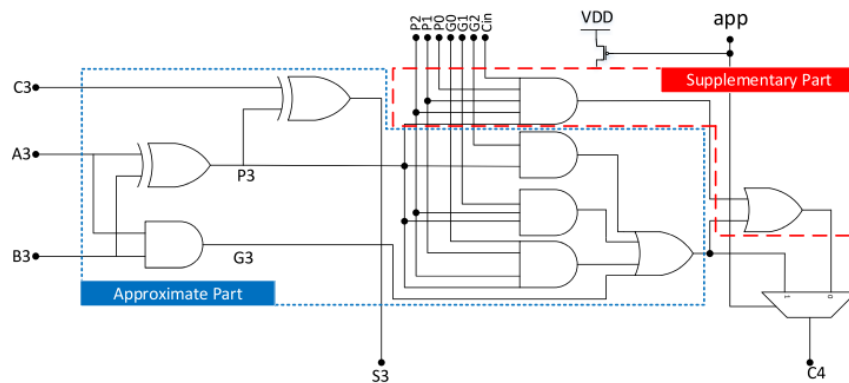 P2 P1 P0 G0 G1 G2 Cin
VDD
app
Supplementary Part
C3
A3
P3
B3
G3
Approximate Part
1 0
S3
C4